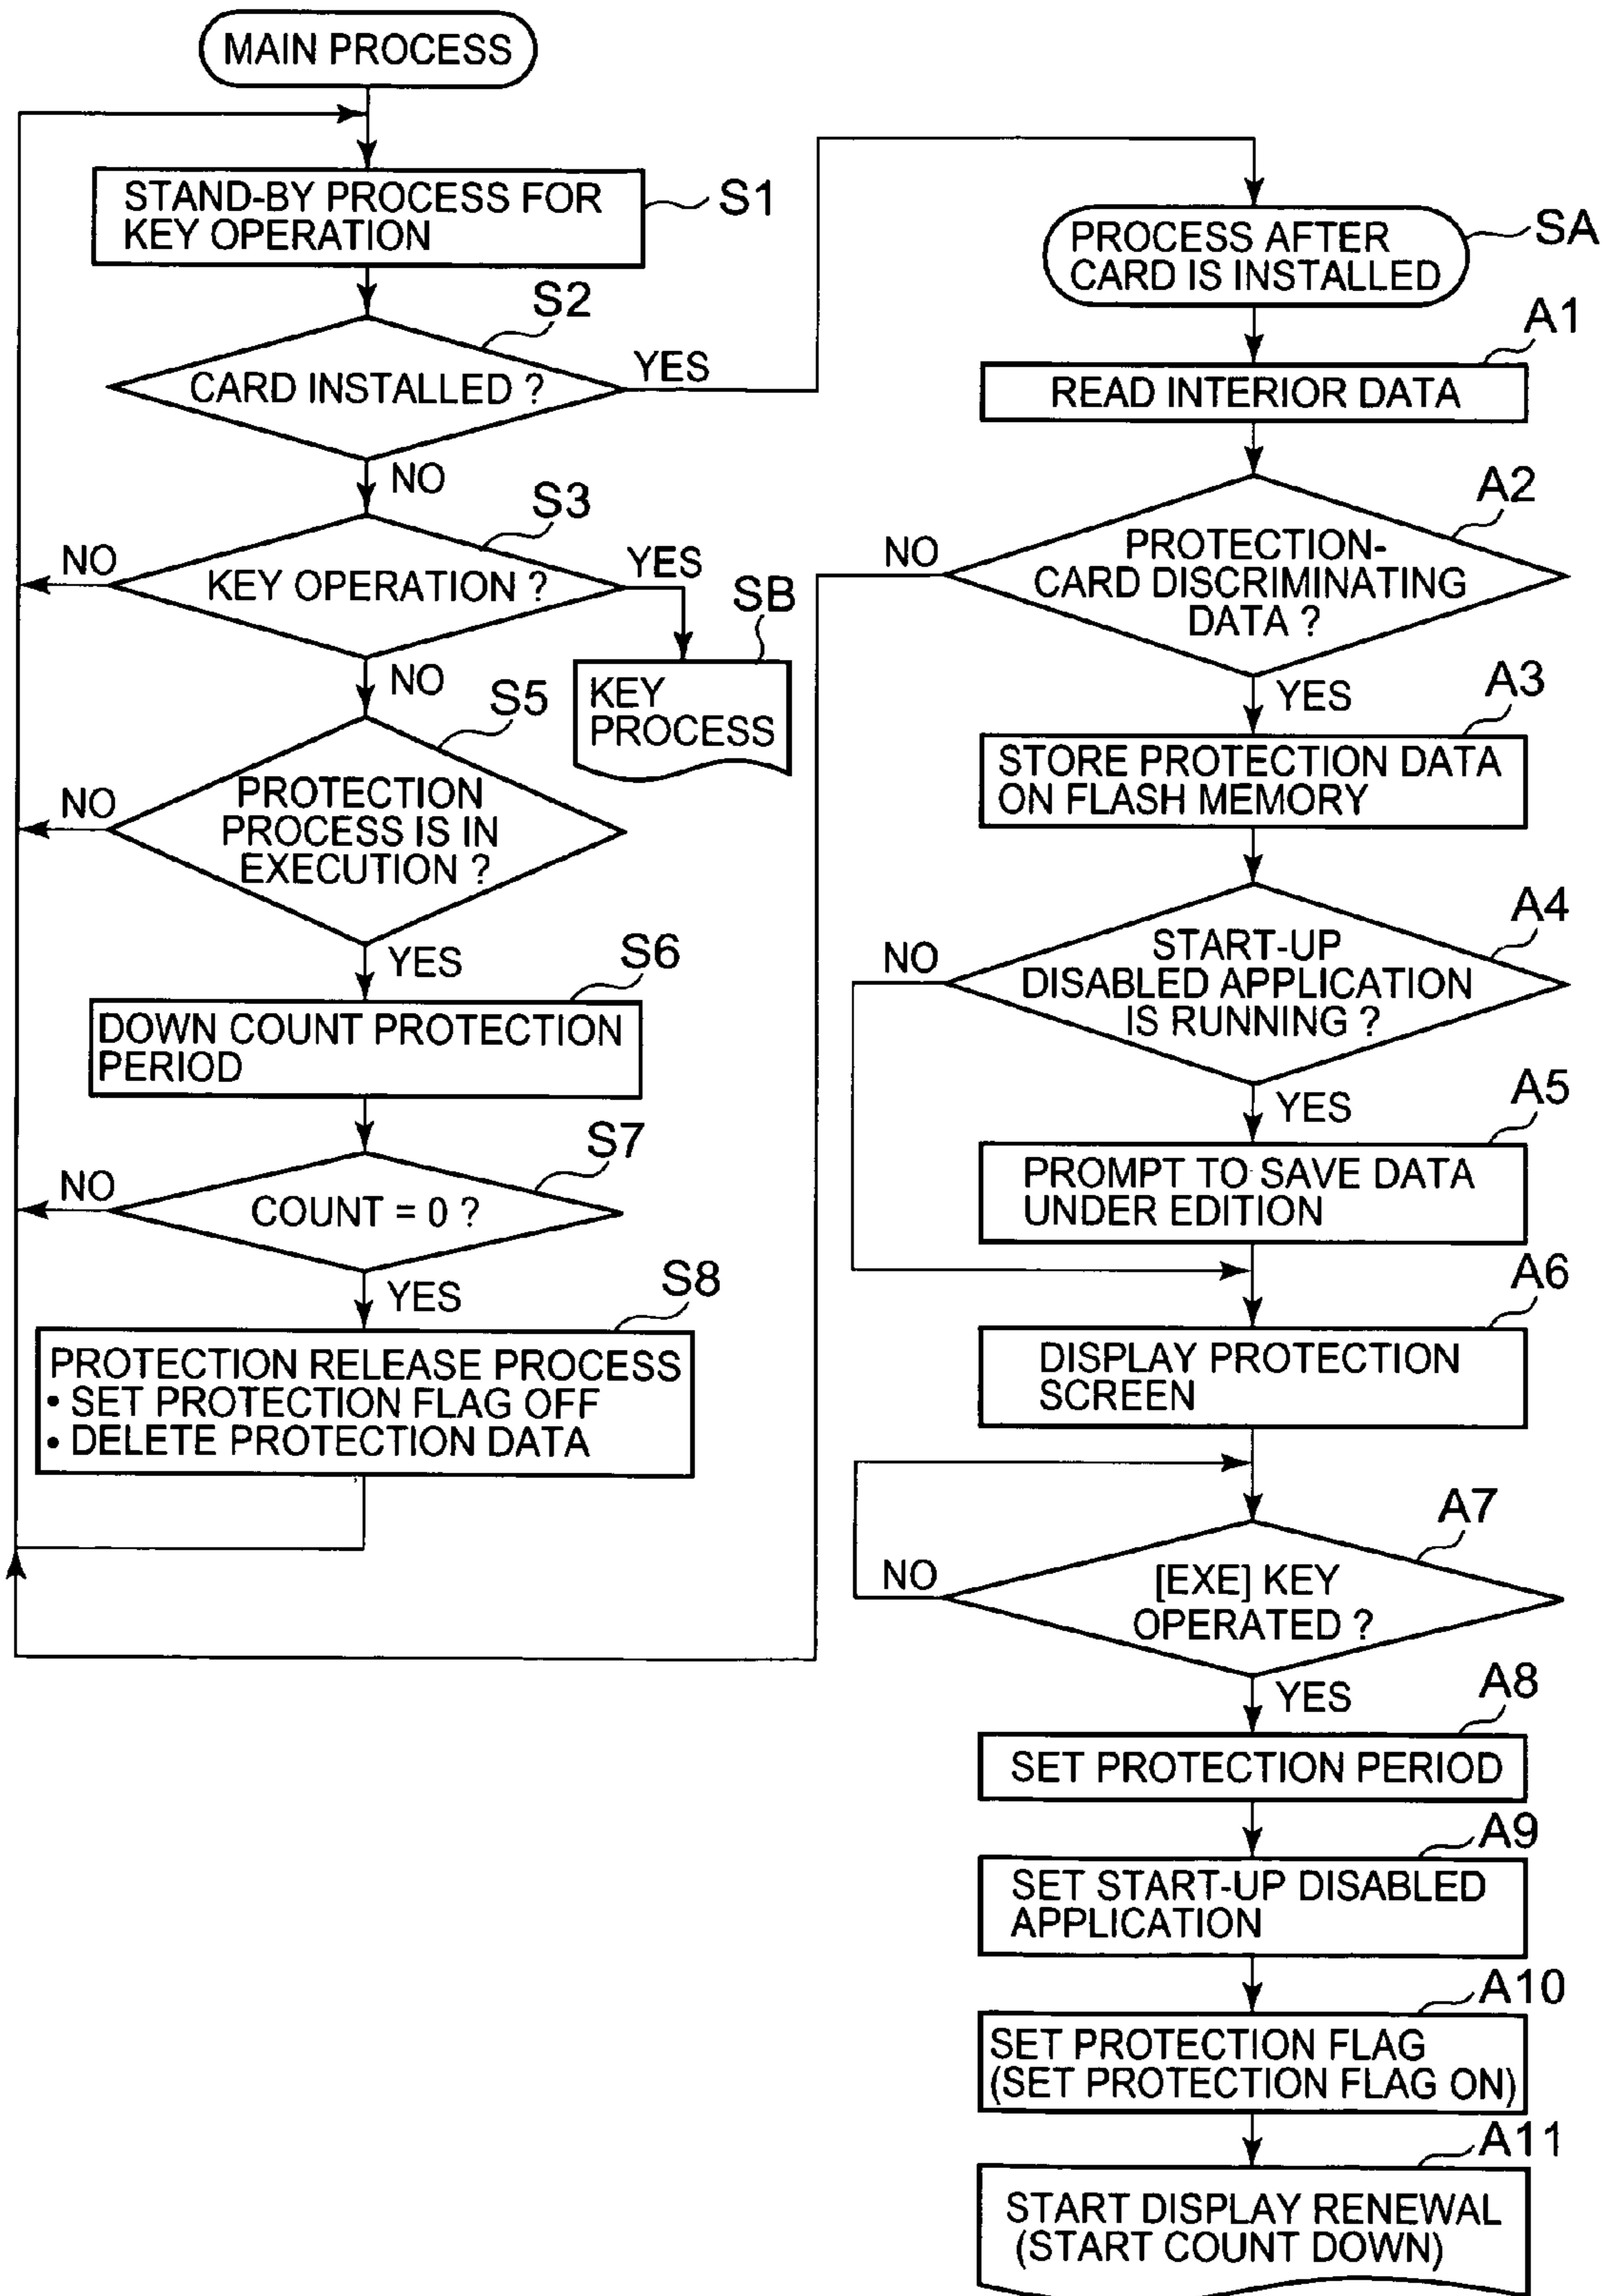 MAIN PROCESS
STAND-BY PROCESS FOR
KEY OPERATION
S1
S2
CARD INSTALLED ?
YES
NO
S3
KEY OPERATION ?
NO
YES
NO
SB
KEY
PROCESS
S5
PROTECTION
PROCESS IS IN
EXECUTION ?
NO
YES
S6
DOWN COUNT PROTECTION
PERIOD
S7
COUNT = 0 ?
NO
YES
S8
PROTECTION RELEASE PROCESS
• SET PROTECTION FLAG OFF
• DELETE PROTECTION DATA
PROCESS AFTER
CARD IS INSTALLED
SA
A1
READ INTERIOR DATA
A2
PROTECTION-
CARD DISCRIMINATING
DATA ?
NO
YES
A3
STORE PROTECTION DATA
ON FLASH MEMORY
A4
START-UP
DISABLED APPLICATION
IS RUNNING ?
NO
YES
A5
PROMPT TO SAVE DATA
UNDER EDITION
A6
DISPLAY PROTECTION
SCREEN
A7
[EXE] KEY
OPERATED ?
NO
YES
A8
SET PROTECTION PERIOD
A9
SET START-UP DISABLED
APPLICATION
A10
SET PROTECTION FLAG
(SET PROTECTION FLAG ON)
A11
START DISPLAY RENEWAL
(START COUNT DOWN)